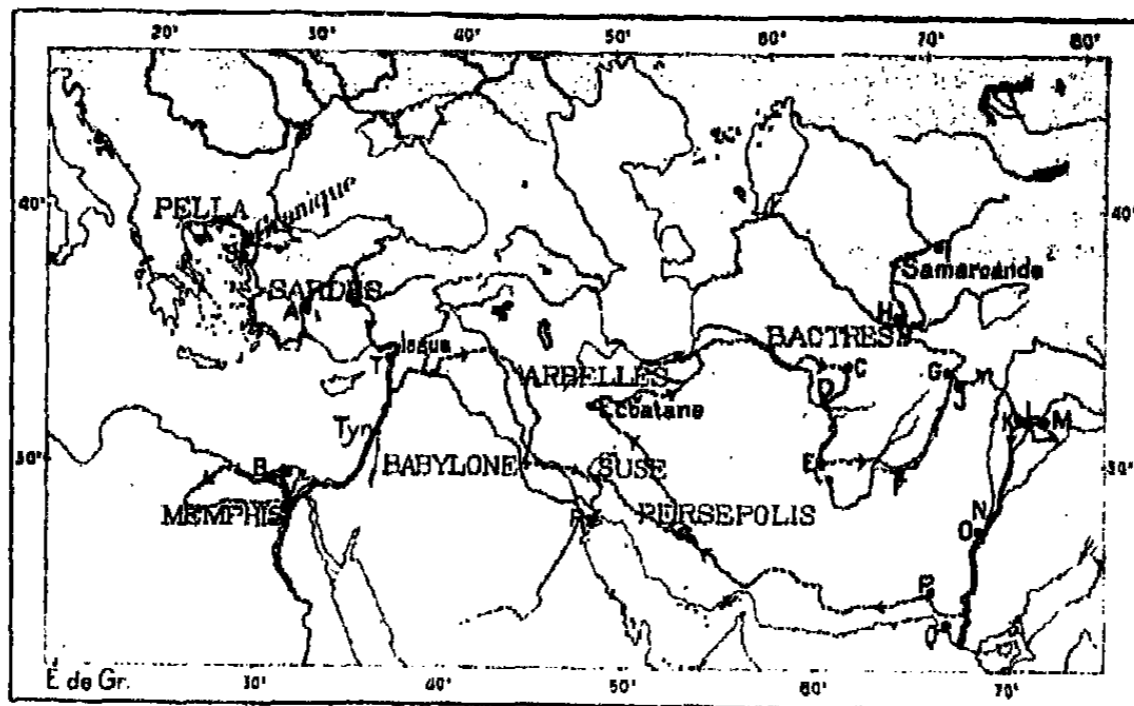 20° 30° 40° 50° 60° 70° 80°
40° 40°
PELLA
Samarcande
SARDES
A
H
BACTRES
Issus
T
ARBELLES
D C
G
J
Ecbatane
K L M
Tyr
30° 30°
B
BABYLONE
SUSE
E
F
MEMPHIS
R
PERSEPOLIS
N
O
P
Q
E de Gr. 30° 40° 50° 60° 70°